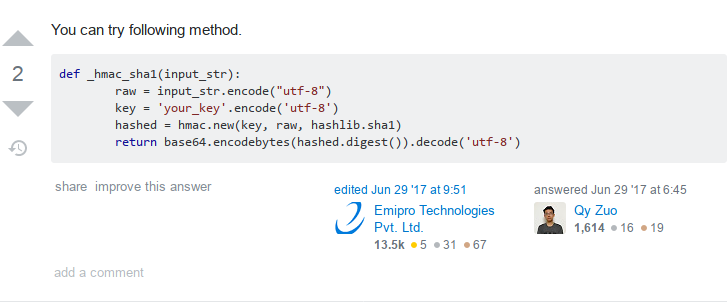 You can try following method.
2
def _hmac_sha1(input_str):
        raw = input_str.encode("utf-8")
        key = 'your_key'.encode('utf-8')
        hashed = hmac.new(key, raw, hashlib.sha1)
        return base64.encodebytes(hashed.digest()).decode('utf-8')
share improve this answer
edited Jun 29 '17 at 9:51
Emipro Technologies
Pvt. Ltd.
13.5k ● 5 ● 31 ● 67
answered Jun 29 '17 at 6:45
Qy Zuo
1,614 ● 16 ● 19
add a comment